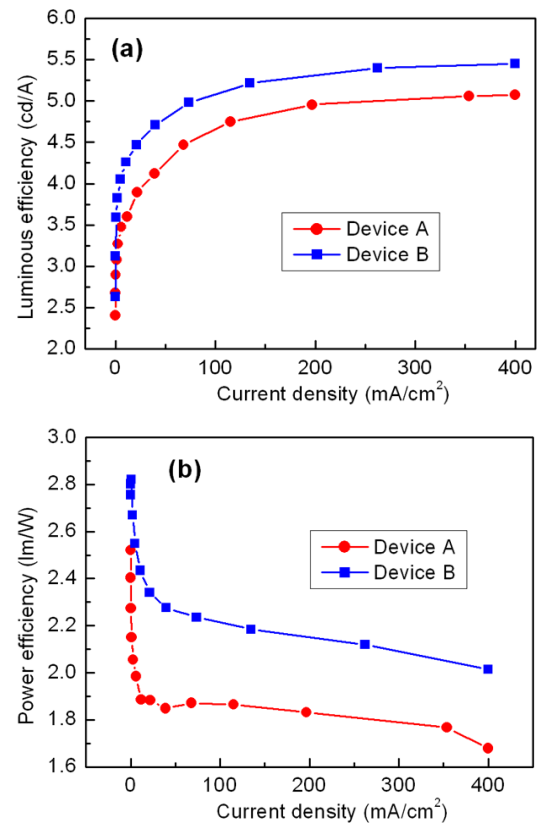 (a)
Luminous efficiency (cd/A)
5.5
5.0
4.5
4.0
3.5
3.0
2.5
2.0
Device A
Device B
0 100 200 300 400
Current density (mA/cm²)
(b)
Power efficiency (lm/W)
3.0
2.8
2.6
2.4
2.2
2.0
1.8
1.6
Device A
Device B
0 100 200 300 400
Current density (mA/cm²)